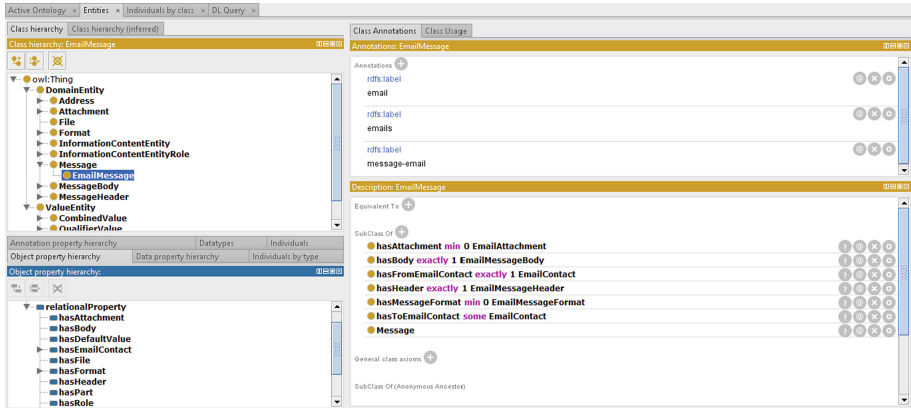 Active Ontology × Entities × Individuals by class × DL Query ×
Class hierarchy Class hierarchy (inferred)
Class hierarchy: EmailMessage
owl:Thing
DomainEntity
Address
Attachment
File
Format
InformationContentEntity
InformationContentEntityRole
Message
EmailMessage
MessageBody
MessageHeader
ValueEntity
CombinedValue
QualifierValue
Annotation property hierarchy Datatypes Individuals
Object property hierarchy Data property hierarchy Individuals by type
Object property hierarchy:
relationalProperty
hasAttachment
hasBody
hasDefaultValue
hasEmailContact
hasFile
hasFormat
hasHeader
hasPart
hasRole
Class Annotations Class Usage
Annotations: EmailMessage
Annotations
rdfs:label
email
rdfs:label
emails
rdfs:label
message-email
Description: EmailMessage
Equivalent To
SubClass Of
hasAttachment min 0 EmailAttachment
hasBody exactly 1 EmailMessageBody
hasFromEmailContact exactly 1 EmailContact
hasHeader exactly 1 EmailMessageHeader
hasMessageFormat min 0 EmailMessageFormat
hasToEmailContact some EmailContact
Message
General class axioms
SubClass Of (Anonymous Ancestor)